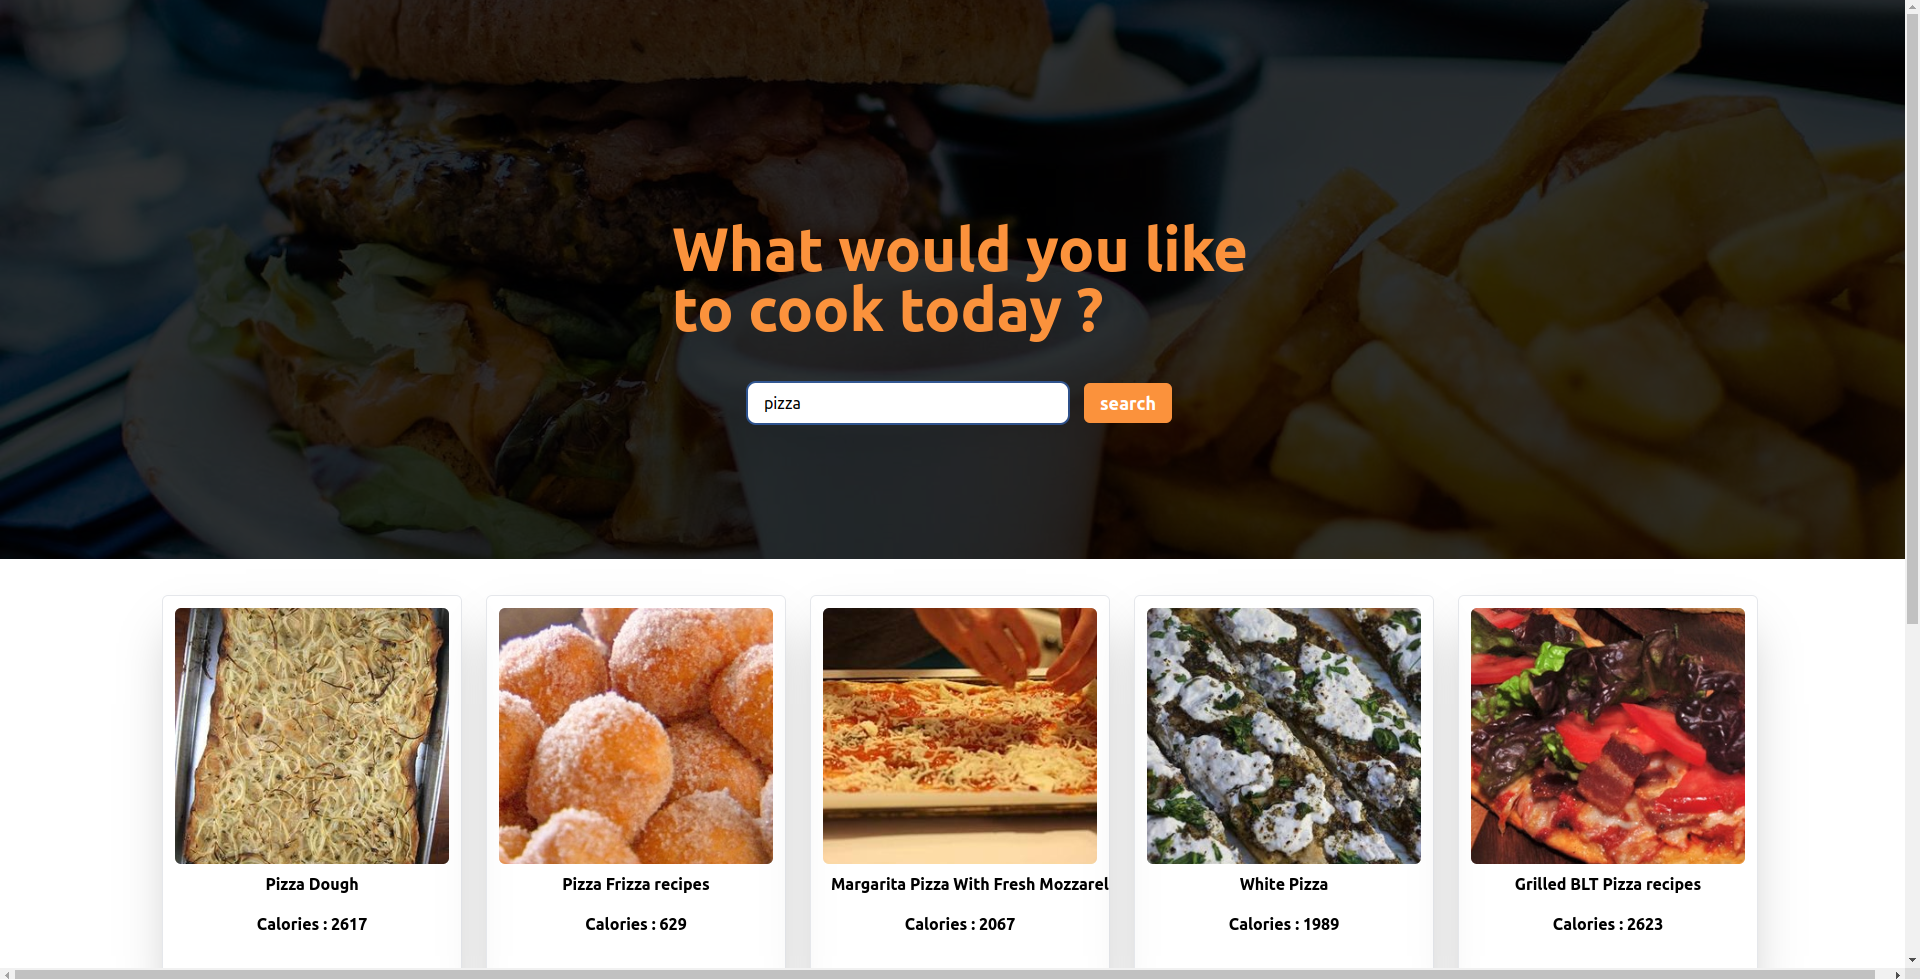 What would you like
to cook today ?
pizza
search
Pizza Dough
Calories : 2617
Pizza Frizza recipes
Calories : 629
Margarita Pizza With Fresh Mozzarel
Calories : 2067
White Pizza
Calories : 1989
Grilled BLT Pizza recipes
Calories : 2623